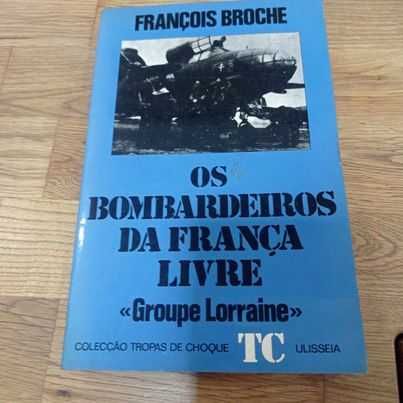 FRANÇOIS BROCHE
OS
BOMBARDEIROS
DA FRANÇA
LIVRE
«Groupe Lorraine»
COLECÇÃO TROPAS DE CHOQUE TC ULISSEIA